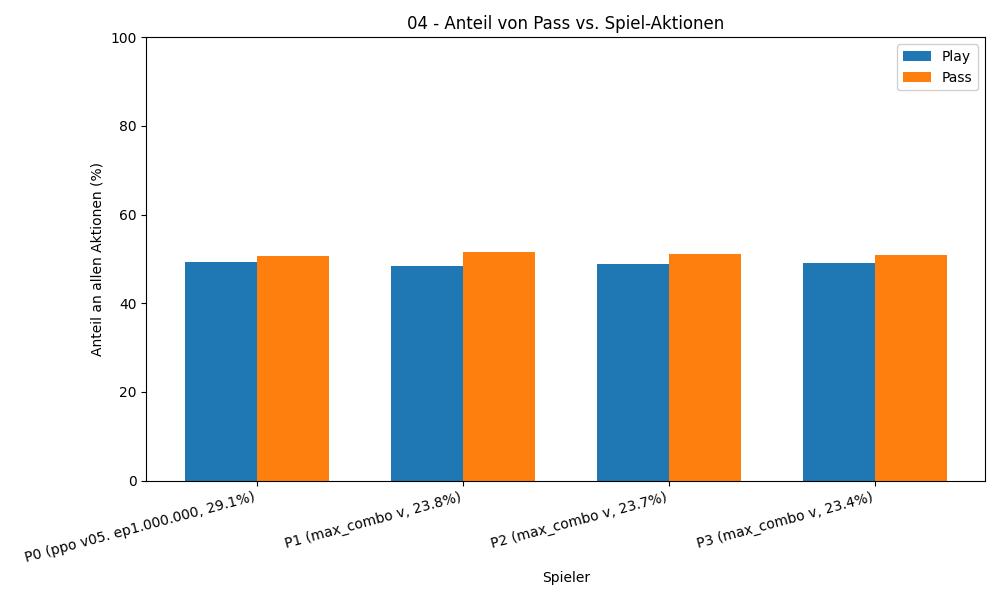 04 - Anteil von Pass vs. Spiel-Aktionen
Play
Pass
Anteil an allen Aktionen (%)
100
80
60
40
20
0
P0 (ppo v05. ep1.000.000, 29.1%)
P1 (max_combo v, 23.8%)
P2 (max_combo v, 23.7%)
P3 (max_combo v, 23.4%)
Spieler